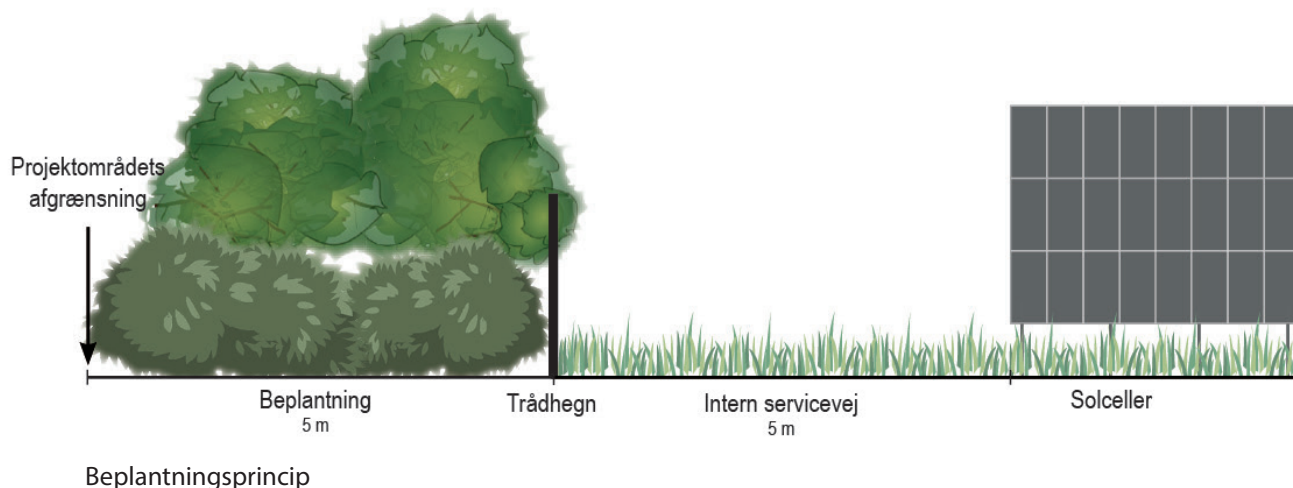 Projektområdets
afgrænsning
Beplantning
5 m
Trådhegn
Intern servicevej
5 m
Solceller
Beplantningsprincip